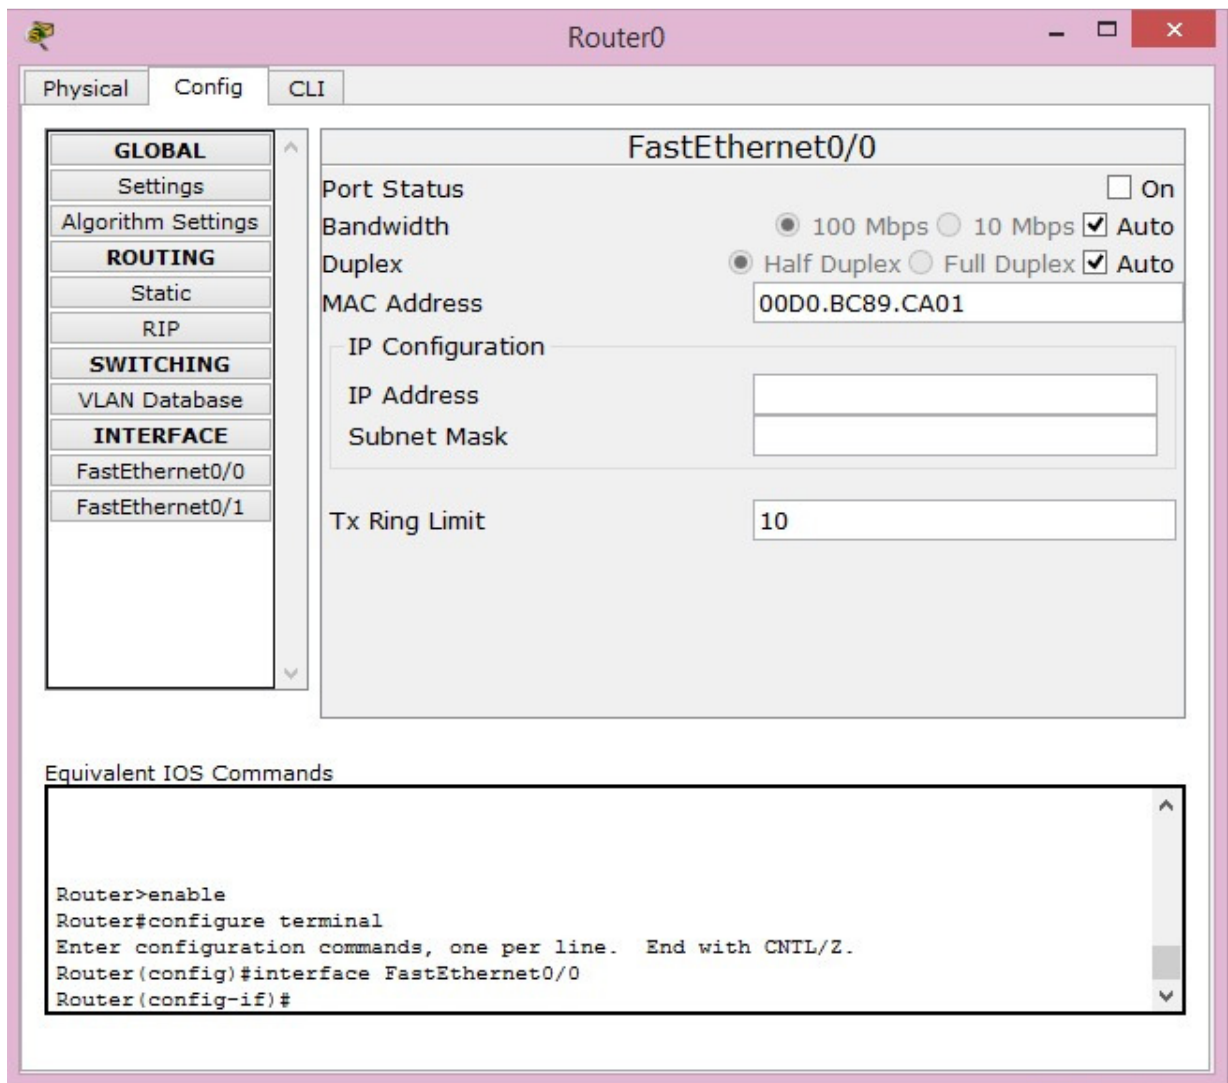 Router0
Physical Config CLI
GLOBAL
Settings
Algorithm Settings
ROUTING
Static
RIP
SWITCHING
VLAN Database
INTERFACE
FastEthernet0/0
FastEthernet0/1
FastEthernet0/0
Port Status On
Bandwidth 100 Mbps 10 Mbps Auto
Duplex Half Duplex Full Duplex Auto
MAC Address 00D0.BC89.CA01
IP Configuration
IP Address
Subnet Mask
Tx Ring Limit 10
Equivalent IOS Commands
Router>enable
Router#configure terminal
Enter configuration commands, one per line.  End with CNTL/Z.
Router(config)#interface FastEthernet0/0
Router(config-if)#